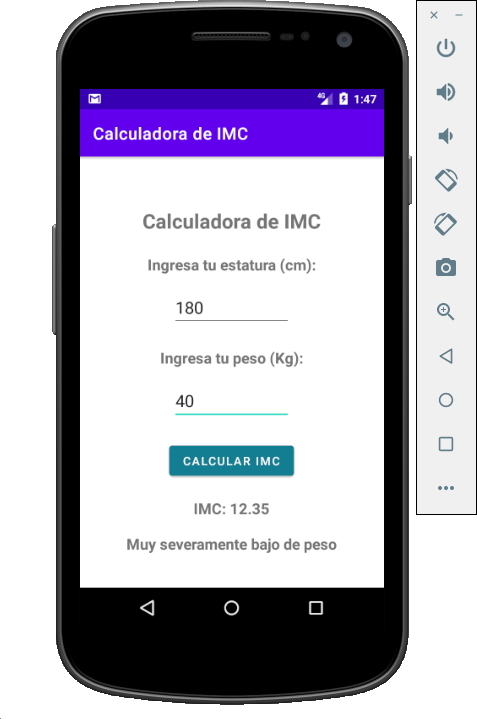 4G 1:47
Calculadora de IMC
Calculadora de IMC
Ingresa tu estatura (cm):
180
Ingresa tu peso (Kg):
40
CALCULAR IMC
IMC: 12.35
Muy severamente bajo de peso